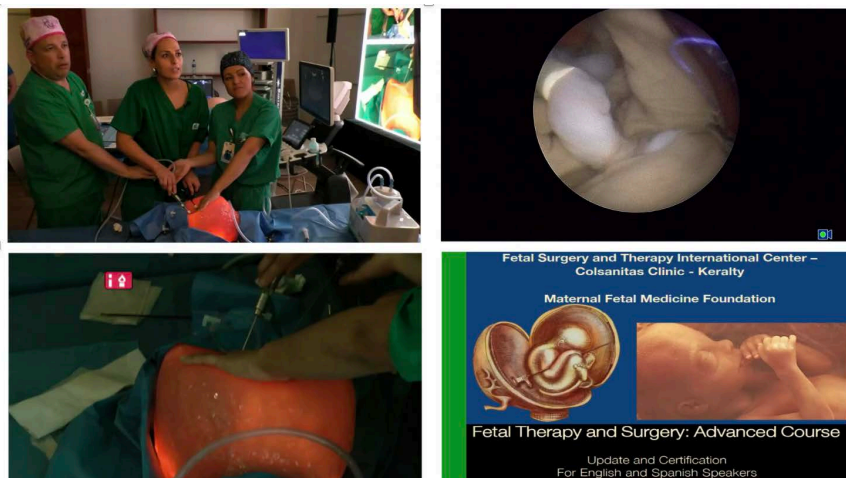 Fetal Surgery and Therapy International Center –
Colsanitas Clinic - Keralty
Maternal Fetal Medicine Foundation
Fetal Therapy and Surgery: Advanced Course
Update and Certification
For English and Spanish Speakers